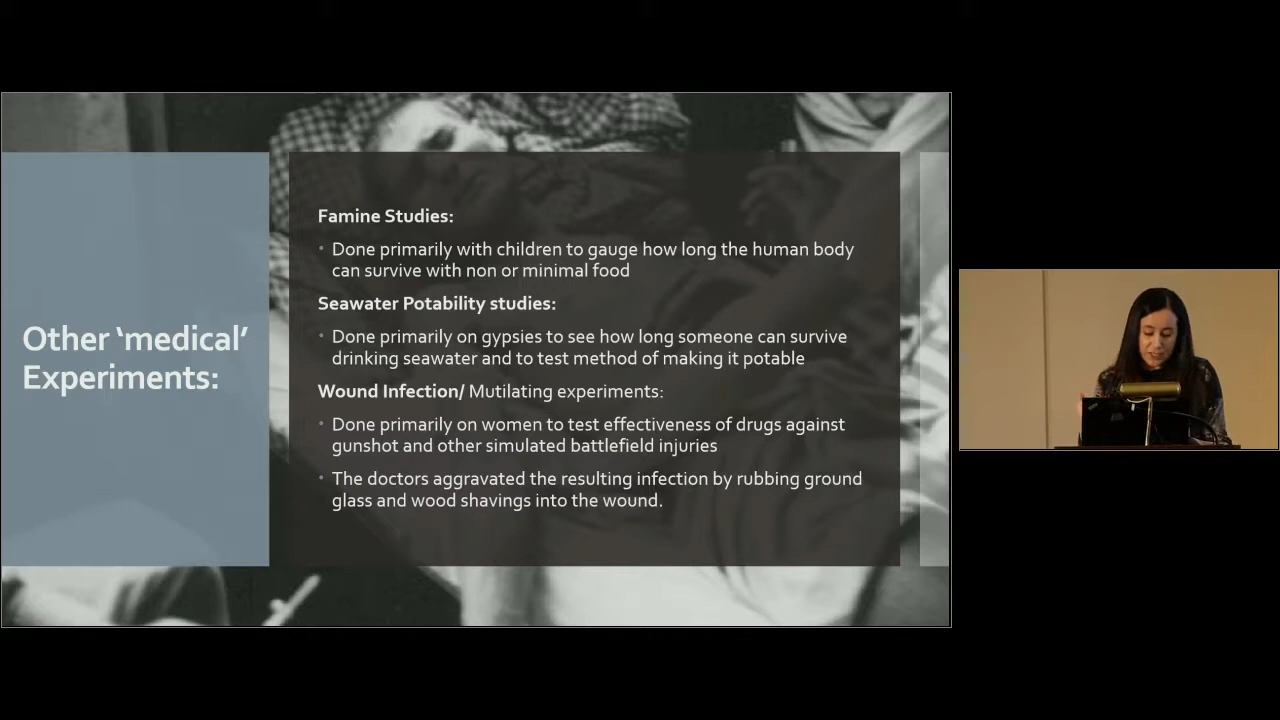 Other ‘medical’
Experiments:
Famine Studies:
Done primarily with children to gauge how long the human body
can survive with non or minimal food
Seawater Potability studies:
Done primarily on gypsies to see how long someone can survive
drinking seawater and to test method of making it potable
Wound Infection/ Mutilating experiments:
Done primarily on women to test effectiveness of drugs against
gunshot and other simulated battlefield injuries
The doctors aggravated the resulting infection by rubbing ground
glass and wood shavings into the wound.